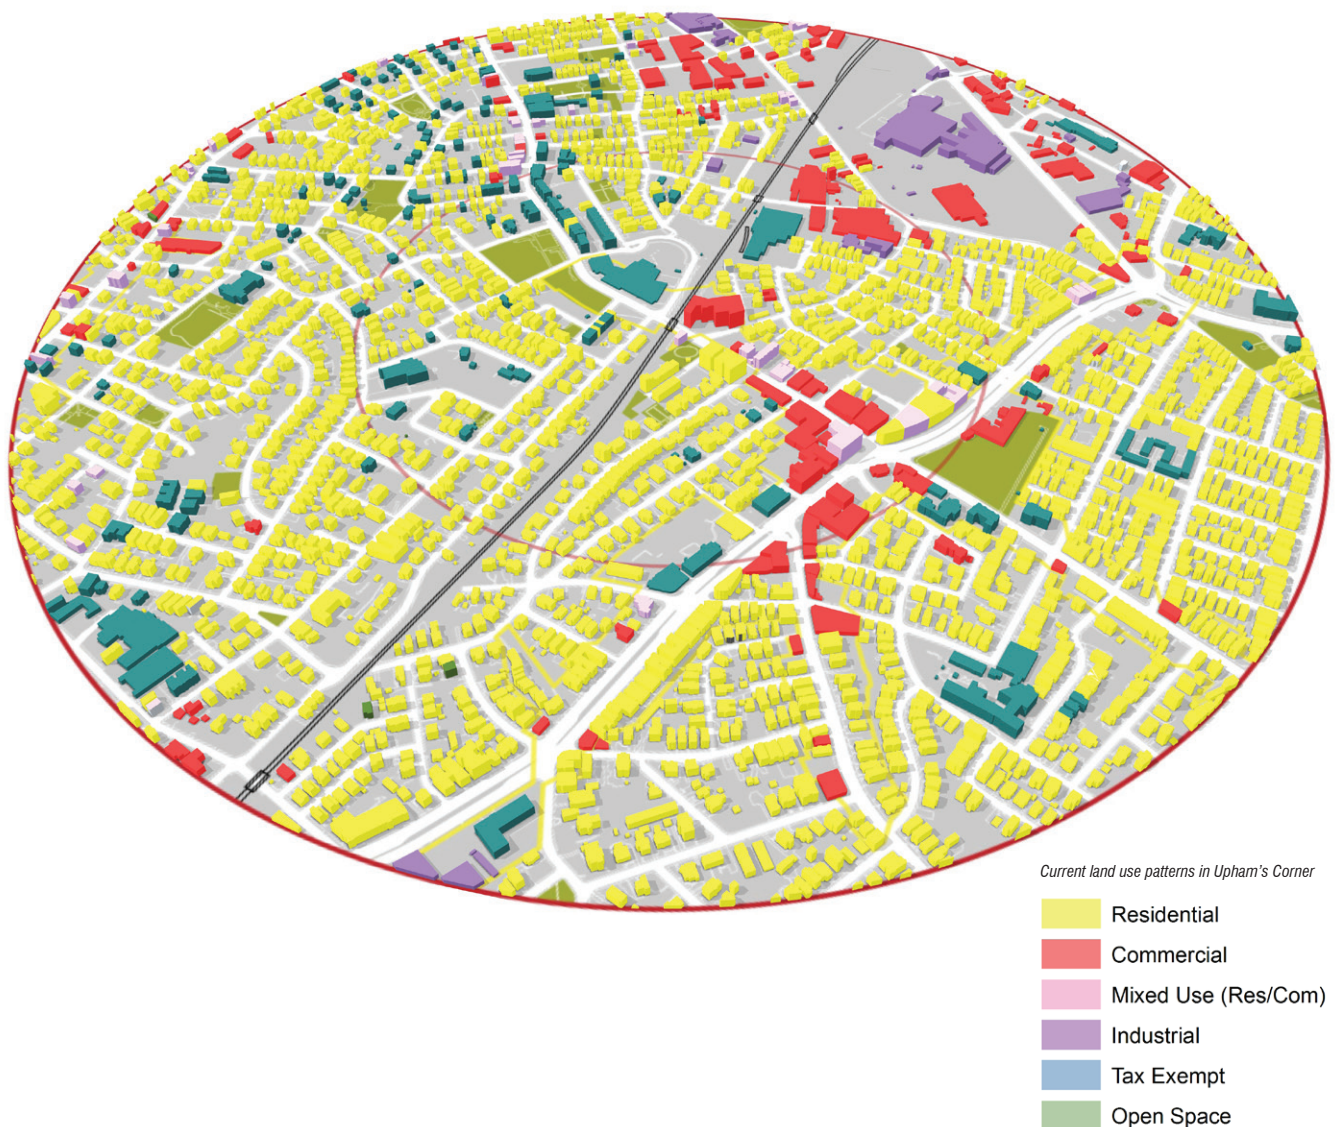 Current land use patterns in Upham's Corner
Residential
Commercial
Mixed Use (Res/Com)
Industrial
Tax Exempt
Open Space